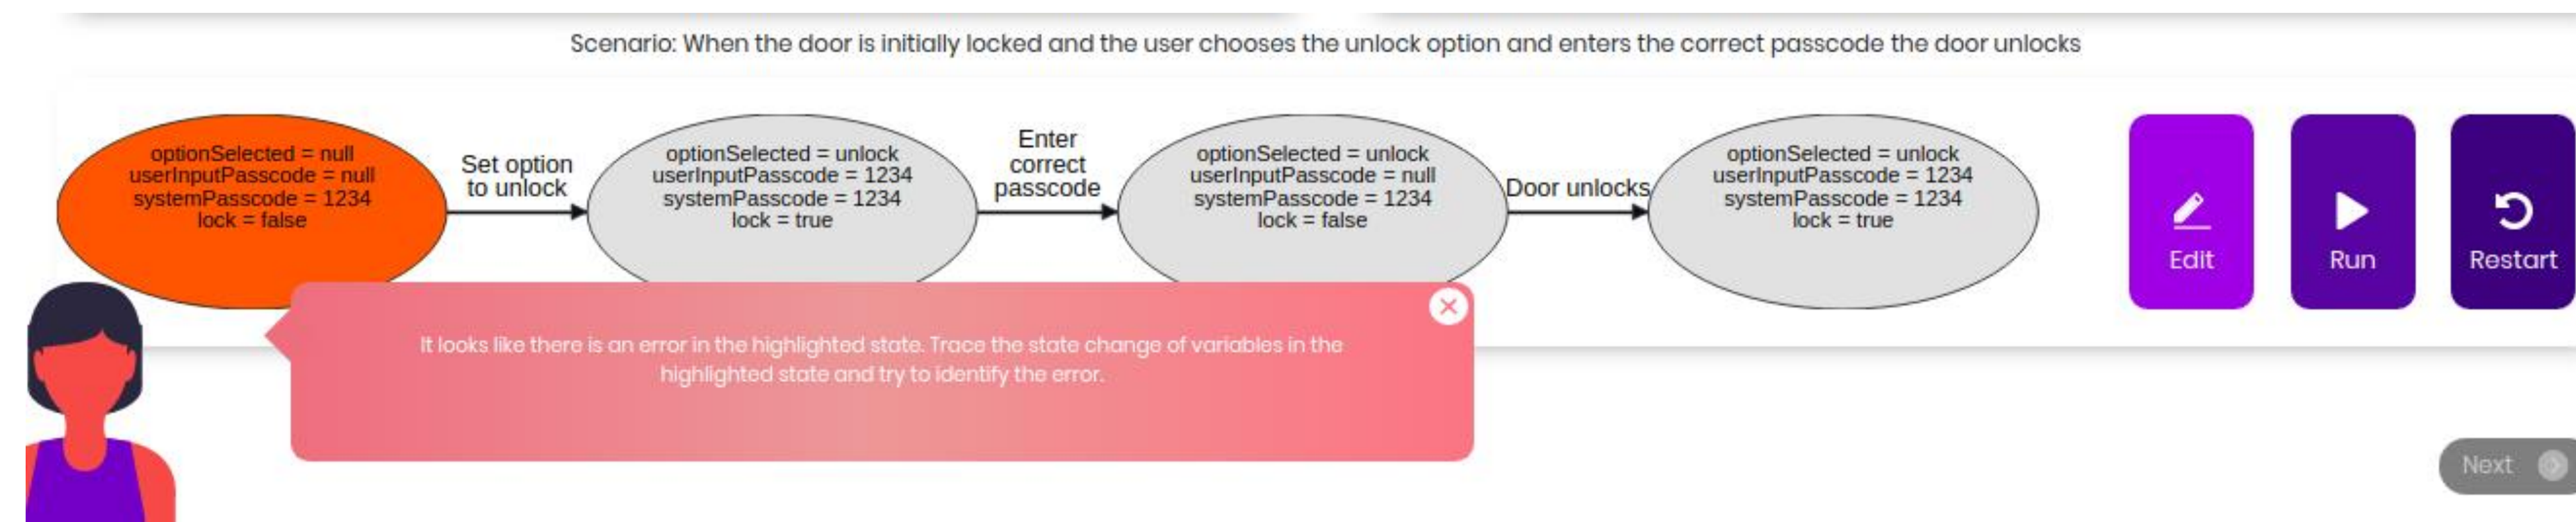 Scenario: When the door is initially locked and the user chooses the unlock option and enters the correct passcode the door unlocks
optionSelected = null
userInputPasscode = null
systemPasscode = 1234
lock = false
Set option
to unlock
optionSelected = unlock
userInputPasscode = 1234
systemPasscode = 1234
lock = true
Enter
correct
passcode
optionSelected = unlock
userInputPasscode = null
systemPasscode = 1234
lock = false
Door unlocks
optionSelected = unlock
userInputPasscode = 1234
systemPasscode = 1234
lock = true
Edit
Run
Restart
It looks like there is an error in the highlighted state. Trace the state change of variables in the
highlighted state and try to identify the error.
Next